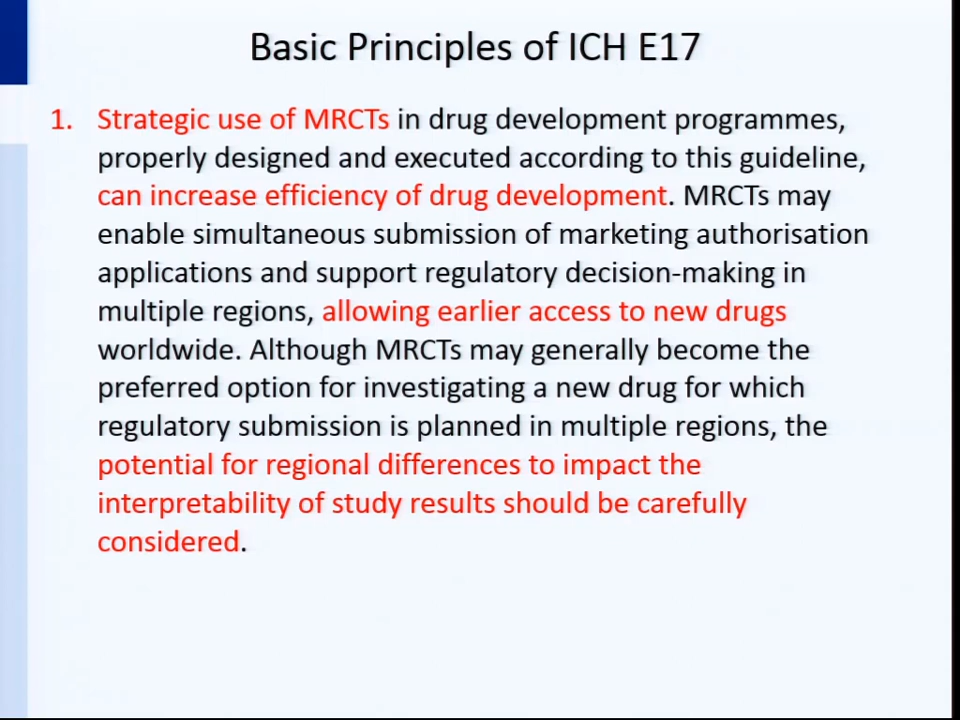 Basic Principles of ICH E17
1. Strategic use of MRCTs in drug development programmes,
properly designed and executed according to this guideline,
can increase efficiency of drug development. MRCTs may
enable simultaneous submission of marketing authorisation
applications and support regulatory decision-making in
multiple regions, allowing earlier access to new drugs
worldwide. Although MRCTs may generally become the
preferred option for investigating a new drug for which
regulatory submission is planned in multiple regions, the
potential for regional differences to impact the
interpretability of study results should be carefully
considered.